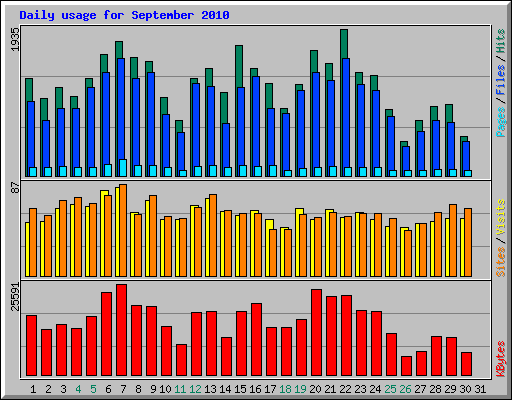 Daily usage for September 2010
1935
Pages / Files / Hits
87
Sites / Visits
25591
KBytes
1 2 3 4 5 6 7 8 9 10 11 12 13 14 15 16 17 18 19 20 21 22 23 24 25 26 27 28 29 30 31